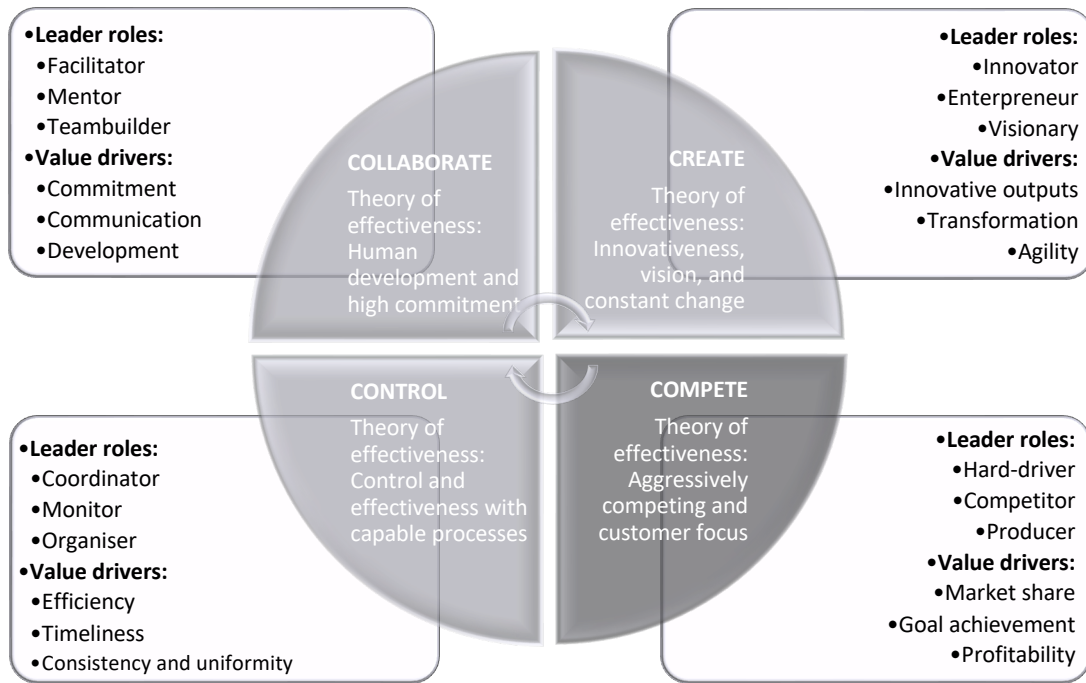 •Leader roles:
•Facilitator
•Mentor
•Teambuilder
•Value drivers:
•Commitment
•Communication
•Development
COLLABORATE
Theory of
effectiveness:
Human
development and
high commitment
•Leader roles:
•Innovator
•Enterpreneur
•Visionary
•Value drivers:
•Innovative outputs
•Transformation
•Agility
CREATE
Theory of
effectiveness:
Innovativeness,
vision, and
constant change
CONTROL
Theory of
effectiveness:
Control and
effectiveness with
capable processes
•Leader roles:
•Coordinator
•Monitor
•Organiser
•Value drivers:
•Efficiency
•Timeliness
•Consistency and uniformity
COMPETE
Theory of
effectiveness:
Aggressively
competing and
customer focus
•Leader roles:
•Hard-driver
•Competitor
•Producer
•Value drivers:
•Market share
•Goal achievement
•Profitability